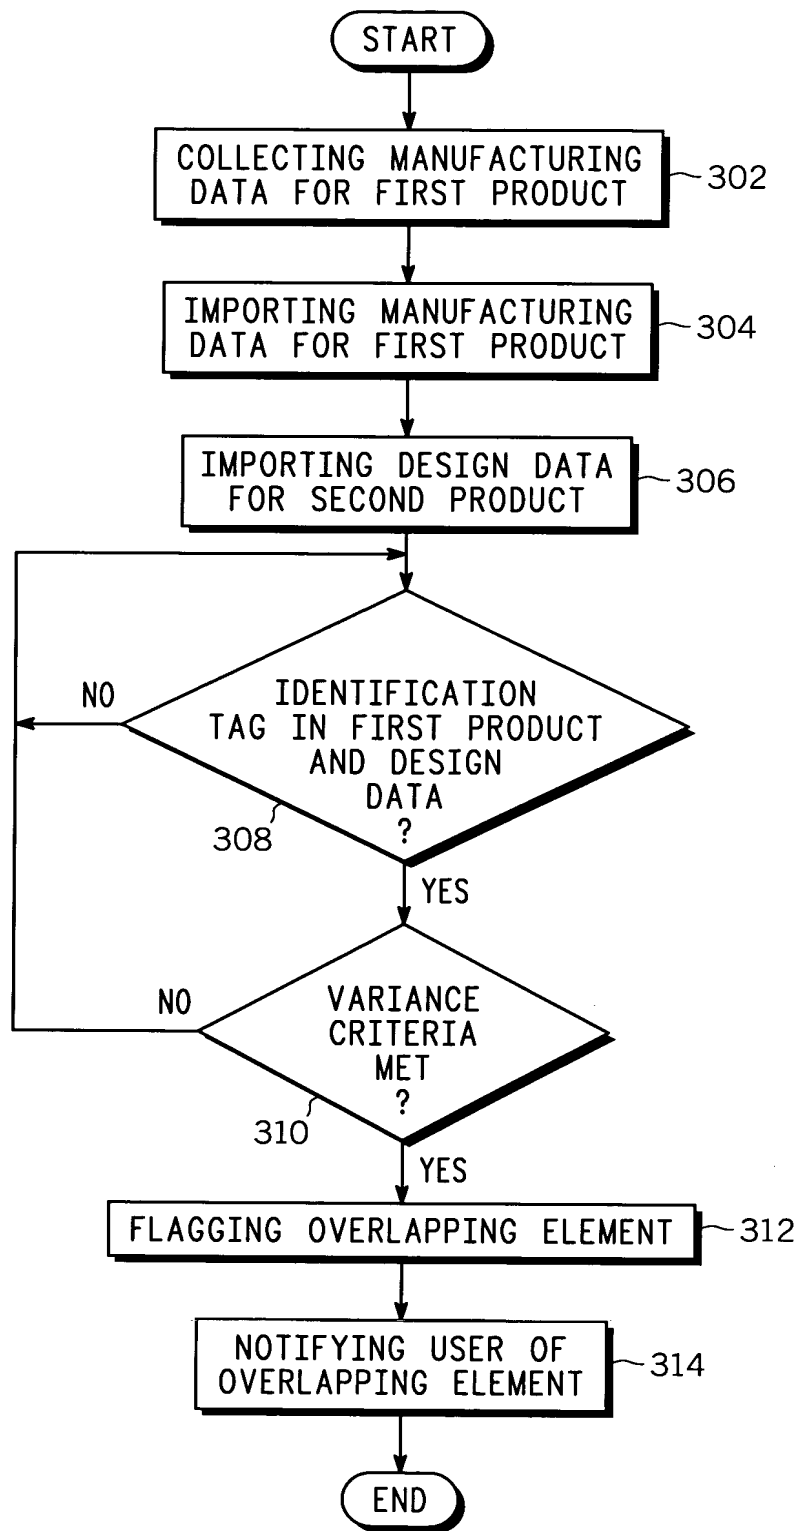 START
COLLECTING MANUFACTURING
DATA FOR FIRST PRODUCT
302
IMPORTING MANUFACTURING
DATA FOR FIRST PRODUCT
304
IMPORTING DESIGN DATA
FOR SECOND PRODUCT
306
NO
IDENTIFICATION
TAG IN FIRST PRODUCT
AND DESIGN
DATA
?
308
YES
NO
VARIANCE
CRITERIA
MET
?
310
YES
FLAGGING OVERLAPPING ELEMENT
312
NOTIFYING USER OF
OVERLAPPING ELEMENT
314
END